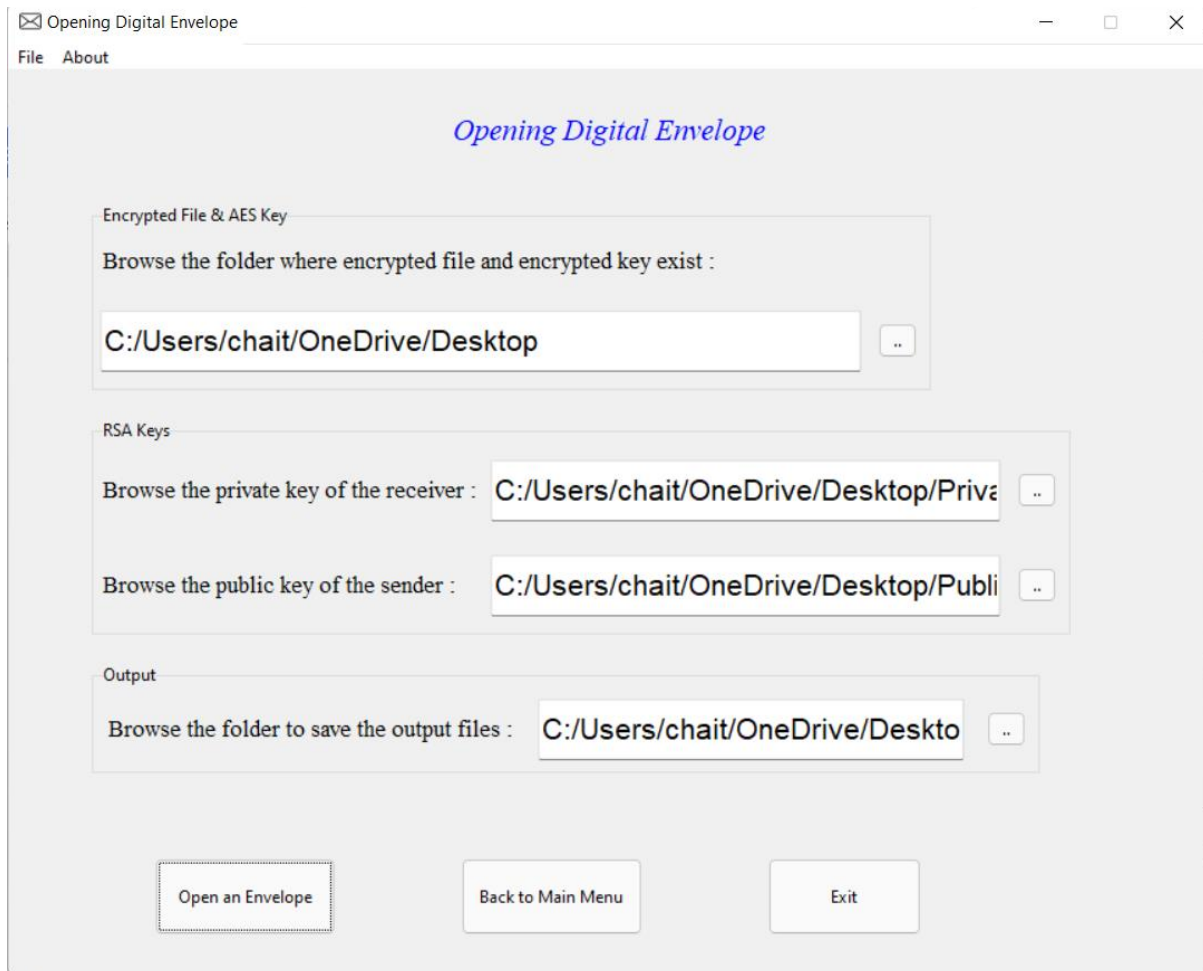 Opening Digital Envelope
File About
Opening Digital Envelope
Encrypted File & AES Key
Browse the folder where encrypted file and encrypted key exist :
C:/Users/chait/OneDrive/Desktop ..
RSA Keys
Browse the private key of the receiver : C:/Users/chait/OneDrive/Desktop/Priva ..
Browse the public key of the sender : C:/Users/chait/OneDrive/Desktop/Publi ..
Output
Browse the folder to save the output files : C:/Users/chait/OneDrive/Deskto ..
Open an Envelope Back to Main Menu Exit